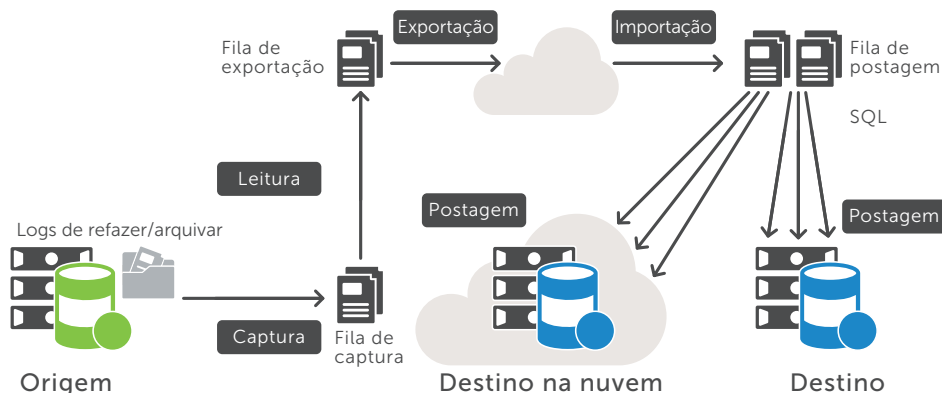 Fila de
exportação
Exportação
Importação
Fila de
postagem
SQL
Leitura
Postagem
Postagem
Logs de refazer/arquivar
Captura
Fila de
captura
Origem
Destino na nuvem
Destino